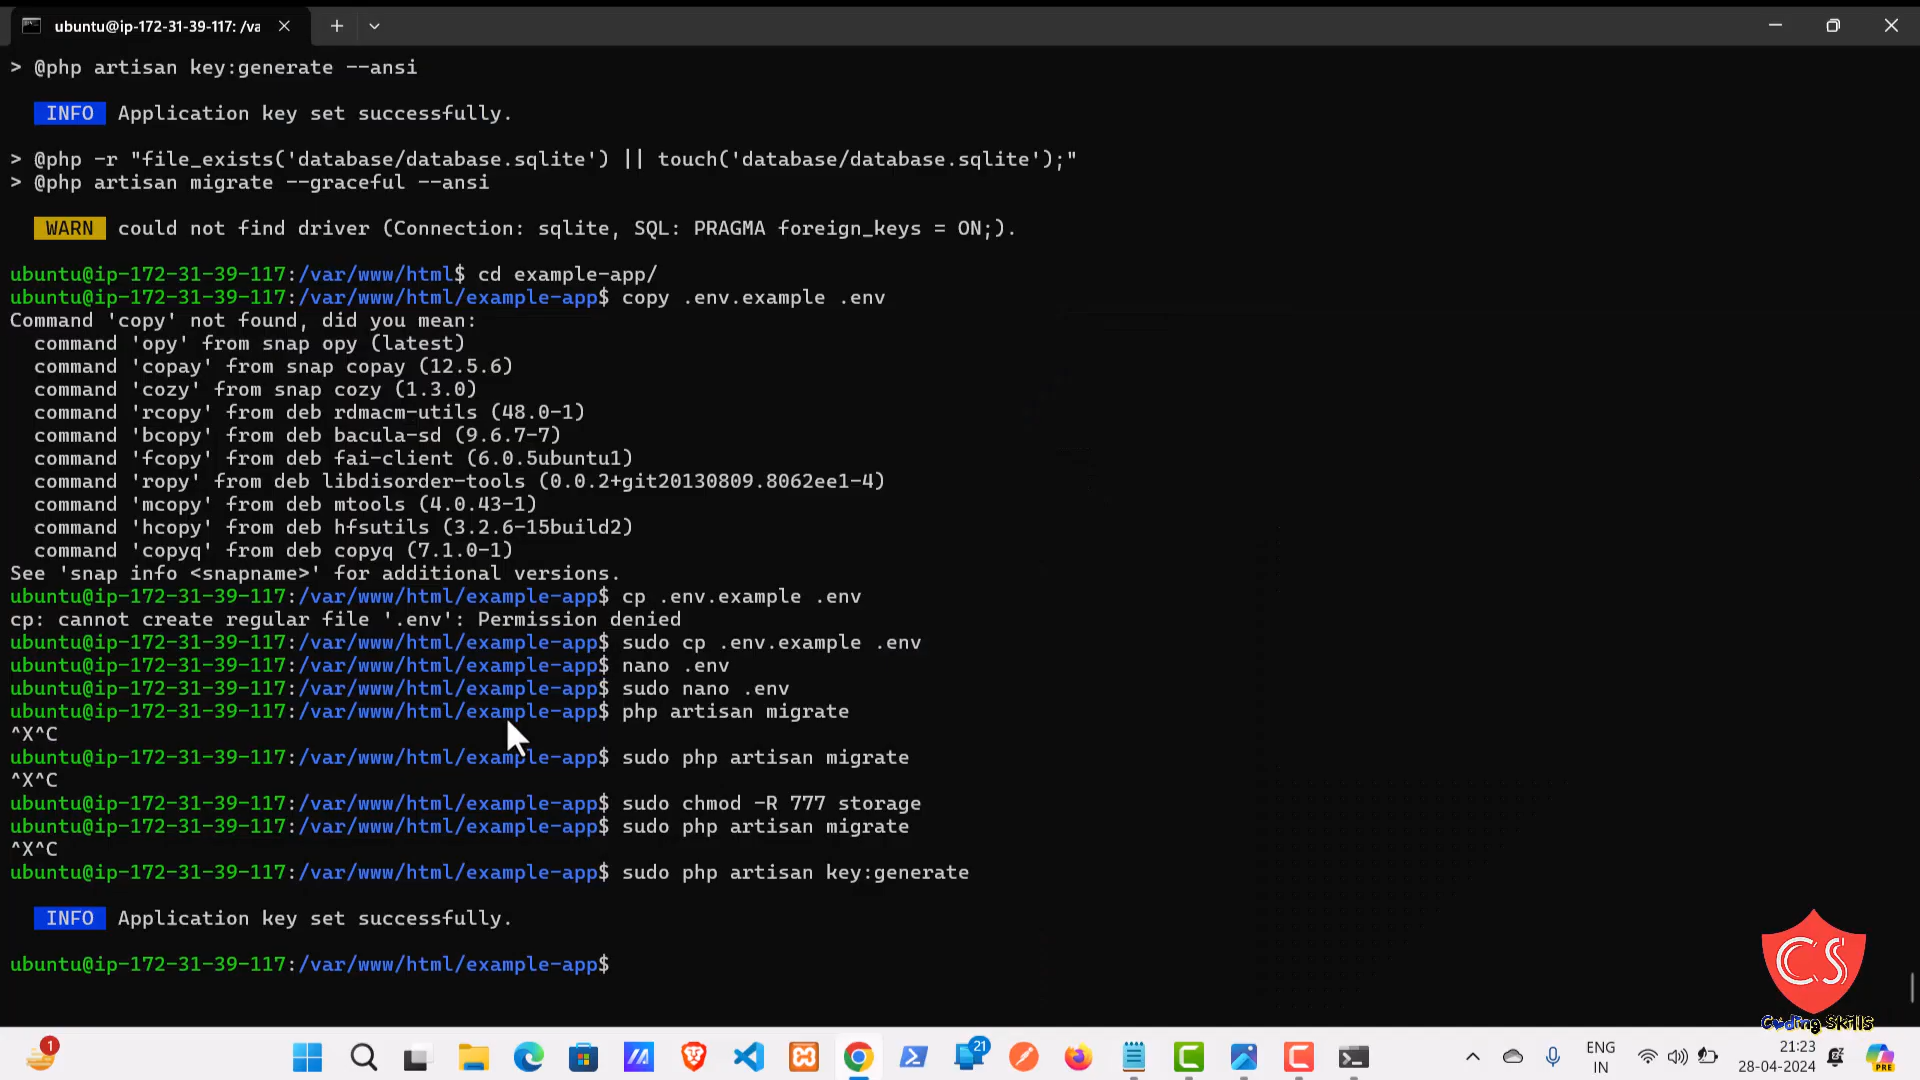 ubuntu@ip-172-31-39-117: /va
> @php artisan key:generate --ansi
INFO Application key set successfully.
> @php -r "file_exists('database/database.sqlite') || touch('database/database.sqlite');"
> @php artisan migrate --graceful --ansi
WARN could not find driver (Connection: sqlite, SQL: PRAGMA foreign_keys = ON;).
ubuntu@ip-172-31-39-117:/var/www/html$ cd example-app/
ubuntu@ip-172-31-39-117:/var/www/html/example-app$ copy .env.example .env
Command 'copy' not found, did you mean:
command 'opy' from snap opy (latest)
command 'copay' from snap copay (12.5.6)
command 'cozy' from snap cozy (1.3.0)
command 'rcopy' from deb rdmacm-utils (48.0-1)
command 'bcopy' from deb bacula-sd (9.6.7-7)
command 'fcopy' from deb fai-client (6.0.5ubuntu1)
command 'ropy' from deb libdisorder-tools (0.0.2+git20130809.8062ee1-4)
command 'mcopy' from deb mtools (4.0.43-1)
command 'hcopy' from deb hfsutils (3.2.6-15build2)
command 'copyq' from deb copyq (7.1.0-1)
See 'snap info <snapname>' for additional versions.
ubuntu@ip-172-31-39-117:/var/www/html/example-app$ cp .env.example .env
cp: cannot create regular file '.env': Permission denied
ubuntu@ip-172-31-39-117:/var/www/html/example-app$ sudo cp .env.example .env
ubuntu@ip-172-31-39-117:/var/www/html/example-app$ nano .env
ubuntu@ip-172-31-39-117:/var/www/html/example-app$ sudo nano .env
ubuntu@ip-172-31-39-117:/var/www/html/example-app$ php artisan migrate
^X^C
ubuntu@ip-172-31-39-117:/var/www/html/example-app$ sudo php artisan migrate
^X^C
ubuntu@ip-172-31-39-117:/var/www/html/example-app$ sudo chmod -R 777 storage
ubuntu@ip-172-31-39-117:/var/www/html/example-app$ sudo php artisan migrate
^X^C
ubuntu@ip-172-31-39-117:/var/www/html/example-app$ sudo php artisan key:generate
INFO Application key set successfully.
ubuntu@ip-172-31-39-117:/var/www/html/example-app$
CS
Coding Skills
1
21
ENG
IN
21:23
28-04-2024
PRE